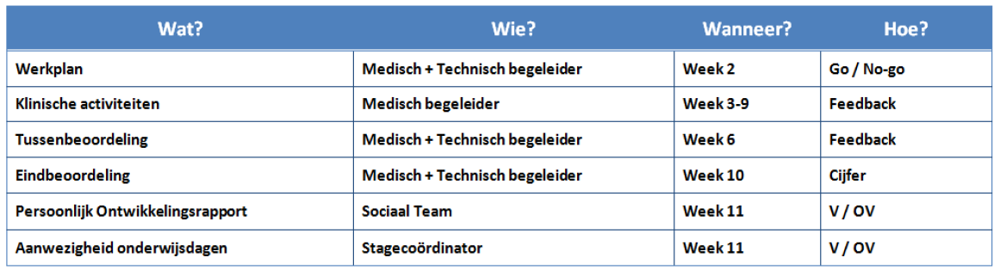 Wat? Wie? Wanneer? Hoe?
Werkplan Medisch + Technisch begeleider Week 2 Go / No-go
Klinische activiteiten Medisch begeleider Week 3-9 Feedback
Tussenbeoordeling Medisch + Technisch begeleider Week 6 Feedback
Eindbeoordeling Medisch + Technisch begeleider Week 10 Cijfer
Persoonlijk Ontwikkelingsrapport Sociaal Team Week 11 V / OV
Aanwezigheid onderwijsdagen Stagecoördinator Week 11 V / OV